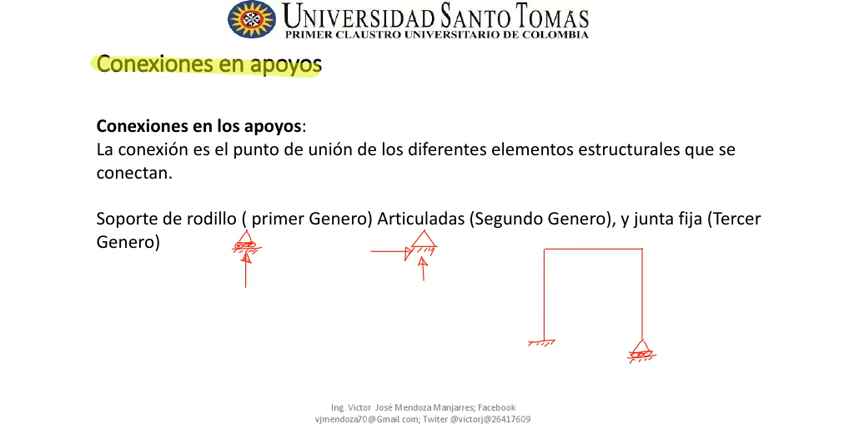 UNIVERSIDAD SANTO TOMAS
PRIMER CLAUSTRO UNIVERSITARIO DE COLOMBIA
Conexiones en apoyos
Conexiones en los apoyos:
La conexión es el punto de unión de los diferentes elementos estructurales que se
conectan.
Soporte de rodillo ( primer Genero) Articuladas (Segundo Genero), y junta fija (Tercer
Genero)
Ing. Victor José Mendoza Manjarres; Facebook
vjmendoza70@Gmail.com; Twiter @victorj@26417609